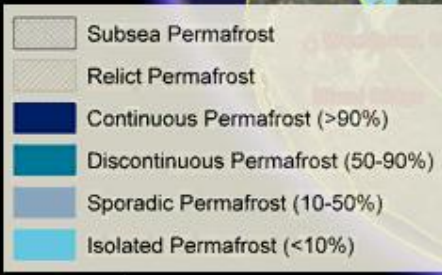 Subsea Permafrost
Relict Permafrost
Continuous Permafrost (>90%)
Discontinuous Permafrost (50-90%)
Sporadic Permafrost (10-50%)
Isolated Permafrost (<10%)